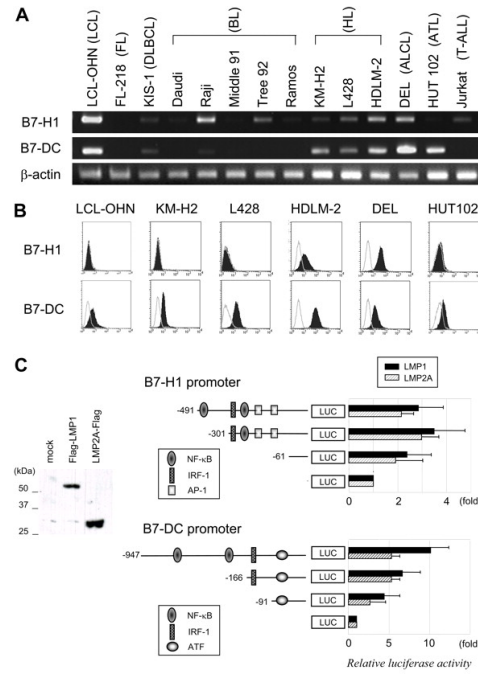 A
(BL)
(HL)
LCL-OHN (LCL)
FL-218 (FL)
KIS-1 (DLBCL)
Daudi
Raji
Middle 91
Tree 92
Ramos
KM-H2
L428
HDLM-2
DEL (ALCL)
HUT 102 (ATL)
Jurkat (T-ALL)
B7-H1
B7-DC
β-actin
B
LCL-OHN KM-H2 L428 HDLM-2 DEL HUT102
B7-H1
B7-DC
C
LMP1
LMP2A
B7-H1 promoter
mock
Flag-LMP1
LMP2A-Flag
(kDa)
50
37
25
-491 LUC
-301 LUC
-61 LUC
LUC
NF-κB
IRF-1
AP-1
0 2 4 (fold
B7-DC promoter
-947 LUC
-166 LUC
-91 LUC
LUC
NF-κB
IRF-1
ATF
0 5 10 (fold
Relative luciferase activity